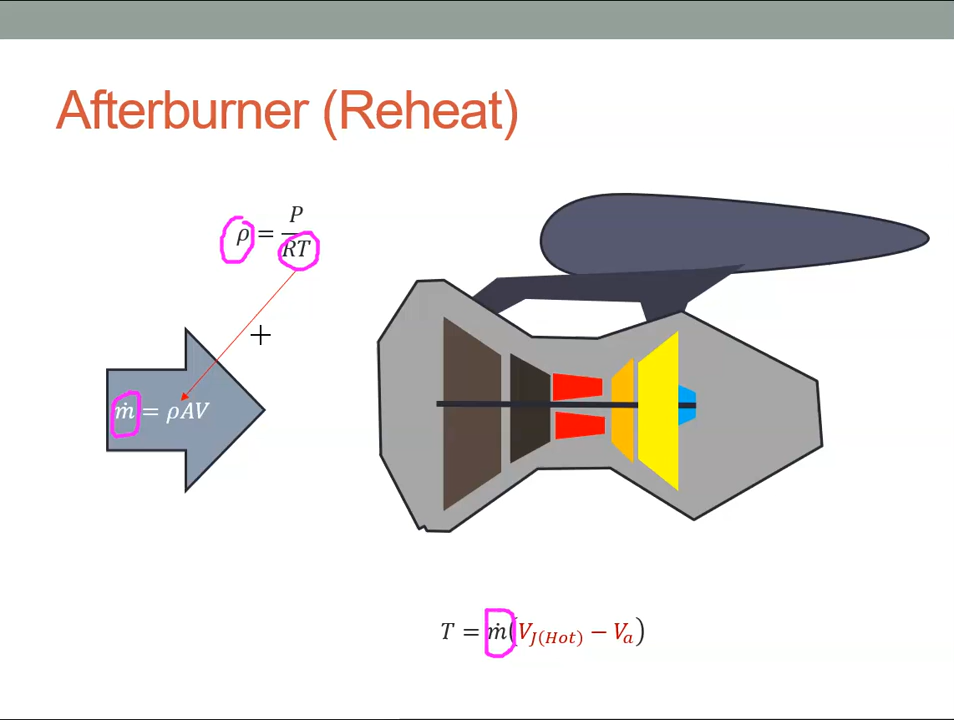 Afterburner (Reheat)
ρ = P/RT
ṁ = ρAV
T = ṁ(V_J(Hot) − V_a)